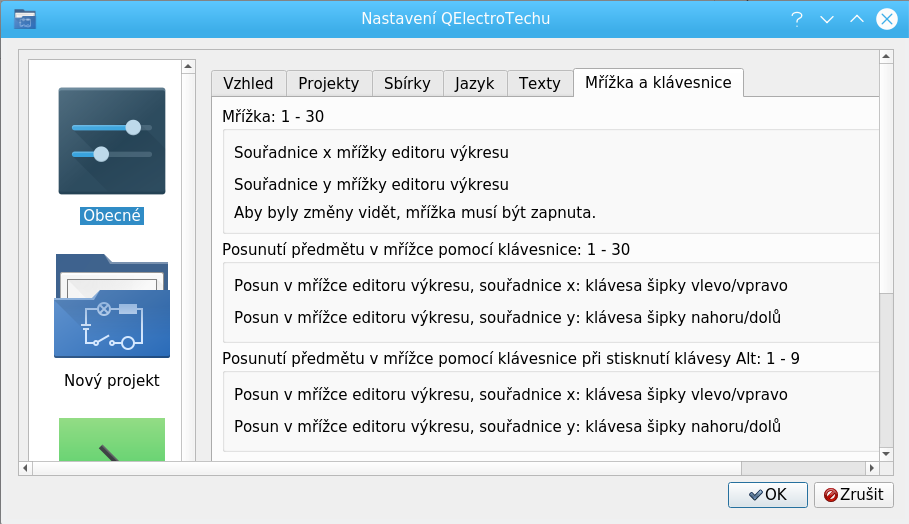 Nastavení QElectroTechu
Vzhled
Projekty
Sbírky
Jazyk
Texty
Mřížka a klávesnice
Obecné
Nový projekt
Mřížka: 1 - 30
Souřadnice x mřížky editoru výkresu
Souřadnice y mřížky editoru výkresu
Aby byly změny vidět, mřížka musí být zapnuta.
Posunutí předmětu v mřížce pomocí klávesnice: 1 - 30
Posun v mřížce editoru výkresu, souřadnice x: klávesa šipky vlevo/vpravo
Posun v mřížce editoru výkresu, souřadnice y: klávesa šipky nahoru/dolů
Posunutí předmětu v mřížce pomocí klávesnice při stisknutí klávesy Alt: 1 - 9
Posun v mřížce editoru výkresu, souřadnice x: klávesa šipky vlevo/vpravo
Posun v mřížce editoru výkresu, souřadnice y: klávesa šipky nahoru/dolů
OK
Zrušit